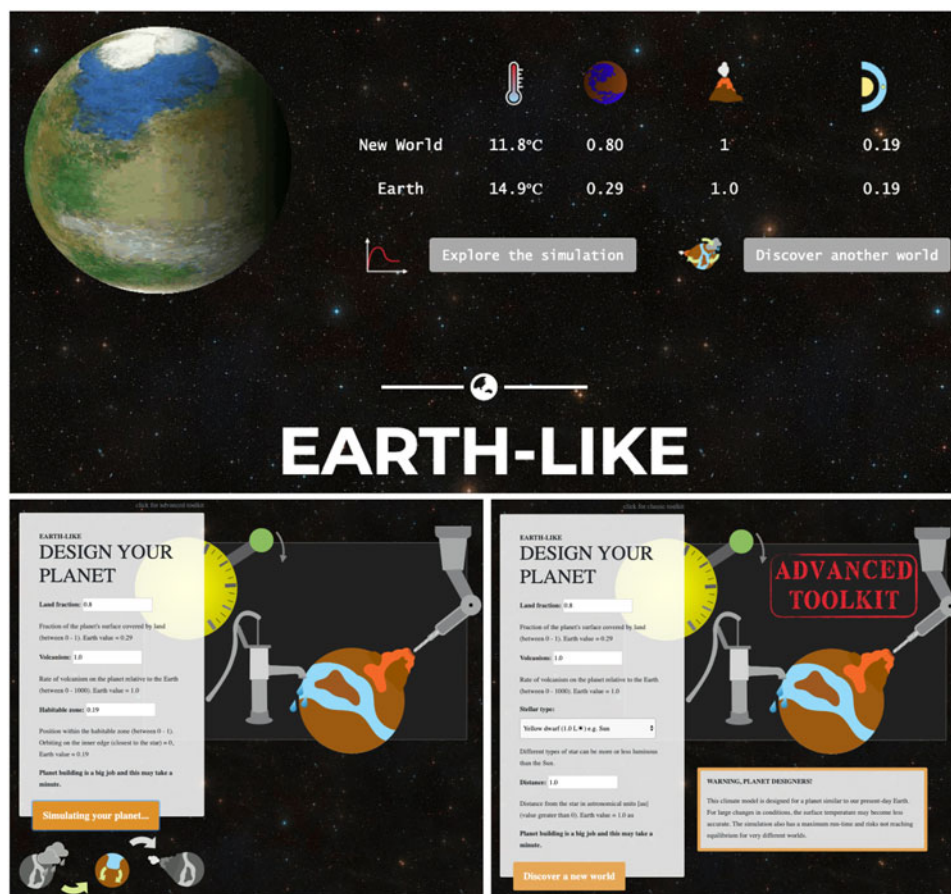 New World 11.8°C 0.80 1 0.19
Earth 14.9°C 0.29 1.0 0.19
Explore the simulation Discover another world
EARTH-LIKE
click for advanced toolkit
EARTH-LIKE
DESIGN YOUR
PLANET
Land fraction: 0.8
Fraction of the planet's surface covered by land
(between 0 - 1). Earth value = 0.29
Volcanism: 1.0
Rate of volcanism on the planet relative to the Earth
(between 0 - 1000). Earth value = 1.0
Habitable zone: 0.19
Position within the habitable zone (between 0 - 1).
Orbiting on the inner edge (closest to the star) = 0,
Earth value = 0.19
Planet building is a big job and this may take a
minute.
Simulating your planet...
click for classic toolkit
EARTH-LIKE
DESIGN YOUR
PLANET
ADVANCED
TOOLKIT
Land fraction: 0.8
Fraction of the planet's surface covered by land
(between 0 - 1). Earth value = 0.29
Volcanism: 1.0
Rate of volcanism on the planet relative to the Earth
(between 0 - 1000). Earth value = 1.0
Stellar type:
Yellow dwarf (1.0 L☀) e.g. Sun
Different types of star can be more or less luminous
than the Sun.
Distance: 1.0
Distance from the star in astronomical units [au]
(value greater than 0). Earth value = 1.0 au
Planet building is a big job and this may take a
minute.
Discover a new world
WARNING, PLANET DESIGNERS!
This climate model is designed for a planet similar to our present-day Earth.
For large changes in conditions, the surface temperature may become less
accurate. The simulation also has a maximum run-time and risks not reaching
equilibrium for very different worlds.